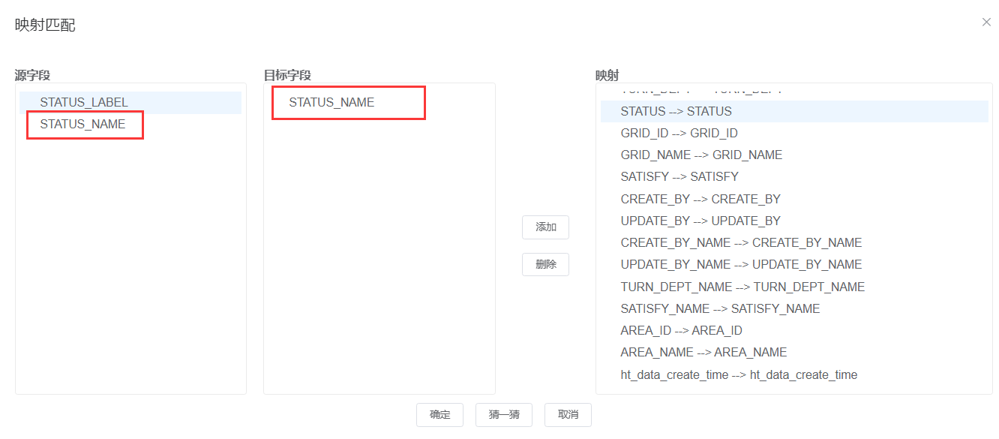 映射匹配
源字段
STATUS_LABEL
STATUS_NAME
目标字段
STATUS_NAME
添加
删除
映射
TURN_DEPT --> TURN_DEPT
STATUS --> STATUS
GRID_ID --> GRID_ID
GRID_NAME --> GRID_NAME
SATISFY --> SATISFY
CREATE_BY --> CREATE_BY
UPDATE_BY --> UPDATE_BY
CREATE_BY_NAME --> CREATE_BY_NAME
UPDATE_BY_NAME --> UPDATE_BY_NAME
TURN_DEPT_NAME --> TURN_DEPT_NAME
SATISFY_NAME --> SATISFY_NAME
AREA_ID --> AREA_ID
AREA_NAME --> AREA_NAME
ht_data_create_time --> ht_data_create_time
确定
猜一猜
取消